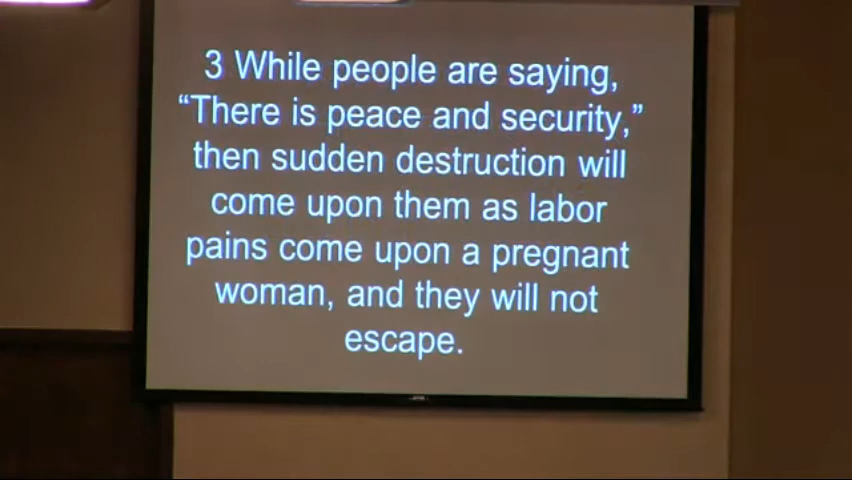 3 While people are saying,
“There is peace and security,”
then sudden destruction will
come upon them as labor
pains come upon a pregnant
woman, and they will not
escape.